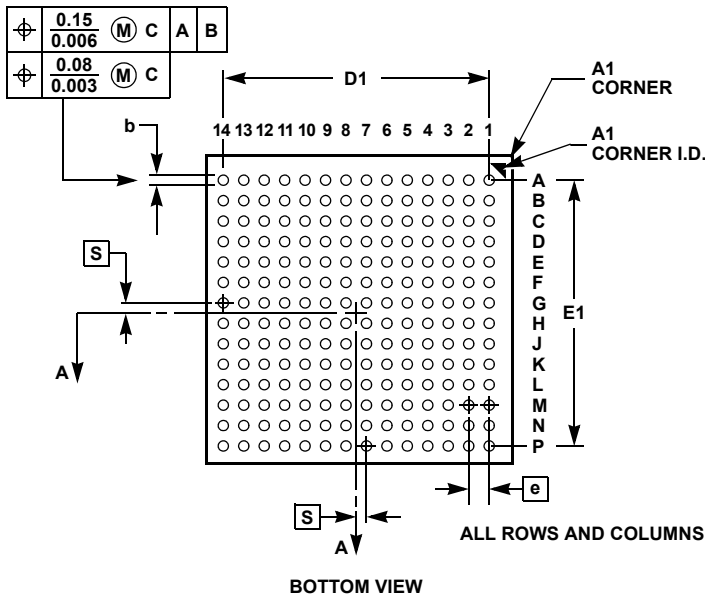 0.15
0.006 M C A B
0.08
0.003 M C
D1
A1
CORNER
b
14 13 12 11 10 9 8 7 6 5 4 3 2 1
A1
CORNER I.D.
A
B
C
D
E
F
G
H
J
K
L
M
N
P
S
E1
A
e
S
ALL ROWS AND COLUMNS
A
BOTTOM VIEW